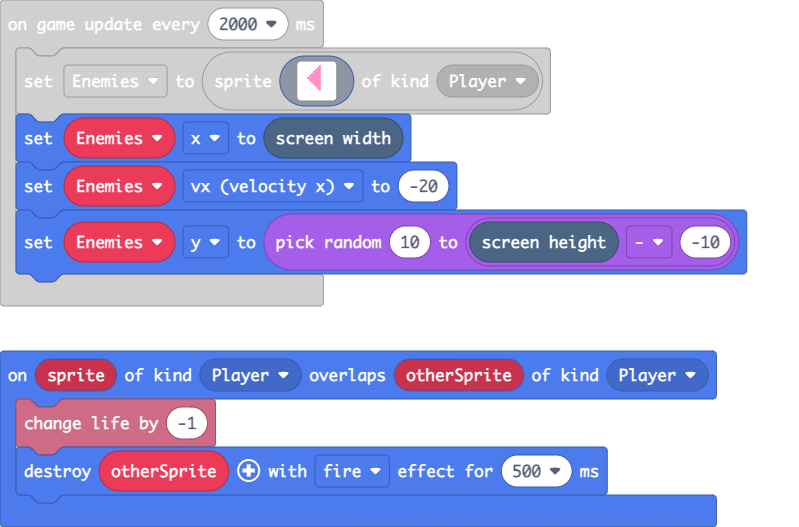 on game update every 2000 ms
set Enemies to sprite of kind Player
set Enemies x to screen width
set Enemies vx (velocity x) to -20
set Enemies y to pick random 10 to screen height - -10
on sprite of kind Player overlaps otherSprite of kind Player
change life by -1
destroy otherSprite + with fire effect for 500 ms